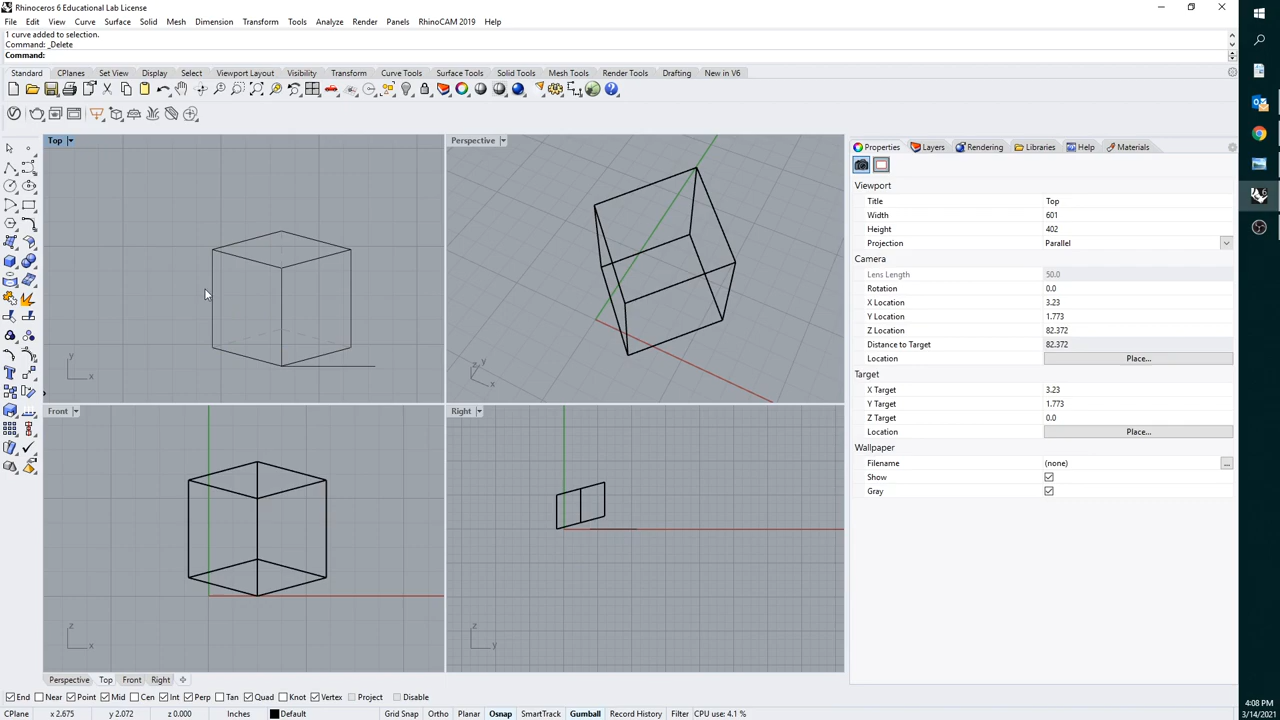 Rhinoceros 6 Educational Lab License
File Edit View Curve Surface Solid Mesh Dimension Transform Tools Analyze Render Panels RhinoCAM 2019 Help
1 curve added to selection.
Command: _Delete
Command:
Standard CPlanes Set View Display Select Viewport Layout Visibility Transform Curve Tools Surface Tools Solid Tools Mesh Tools Render Tools Drafting New in V6
Top
Perspective
Properties Layers Rendering Libraries Help Materials
Viewport
Title Top
Width 601
Height 402
Projection Parallel
Camera
Lens Length 50.0
Rotation 0.0
X Location 3.23
Y Location 1.773
Z Location 82.372
Distance to Target 82.372
Location Place...
Target
X Target 3.23
Y Target 1.773
Z Target 0.0
Location Place...
Wallpaper
Filename (none) ...
Show
Gray
y
x
z y
x
Front
Right
z
x
z
y
Perspective Top Front Right
End Near Point Mid Cen Int Perp Tan Quad Knot Vertex Project Disable
CPlane x 2.675 y 2.072 z 0.000 Inches Default Grid Snap Ortho Planar Osnap SmartTrack Gumball Record History Filter CPU use: 4.1 %
4:08 PM
3/14/2021